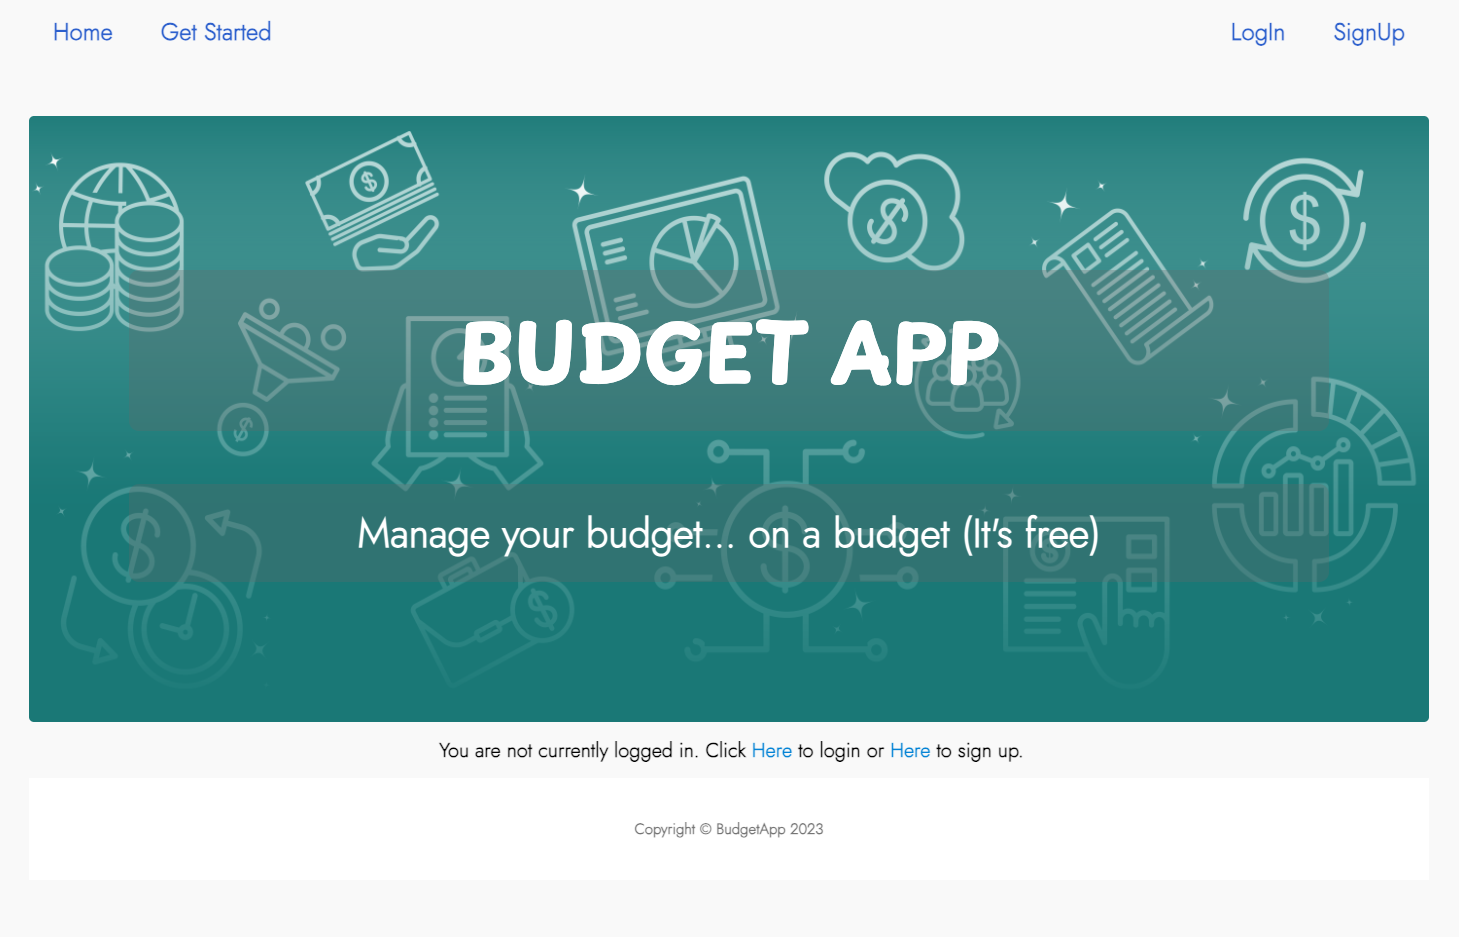 Home Get Started LogIn SignUp
BUDGET APP
Manage your budget... on a budget (It's free)
You are not currently logged in. Click Here to login or Here to sign up.
Copyright © BudgetApp 2023